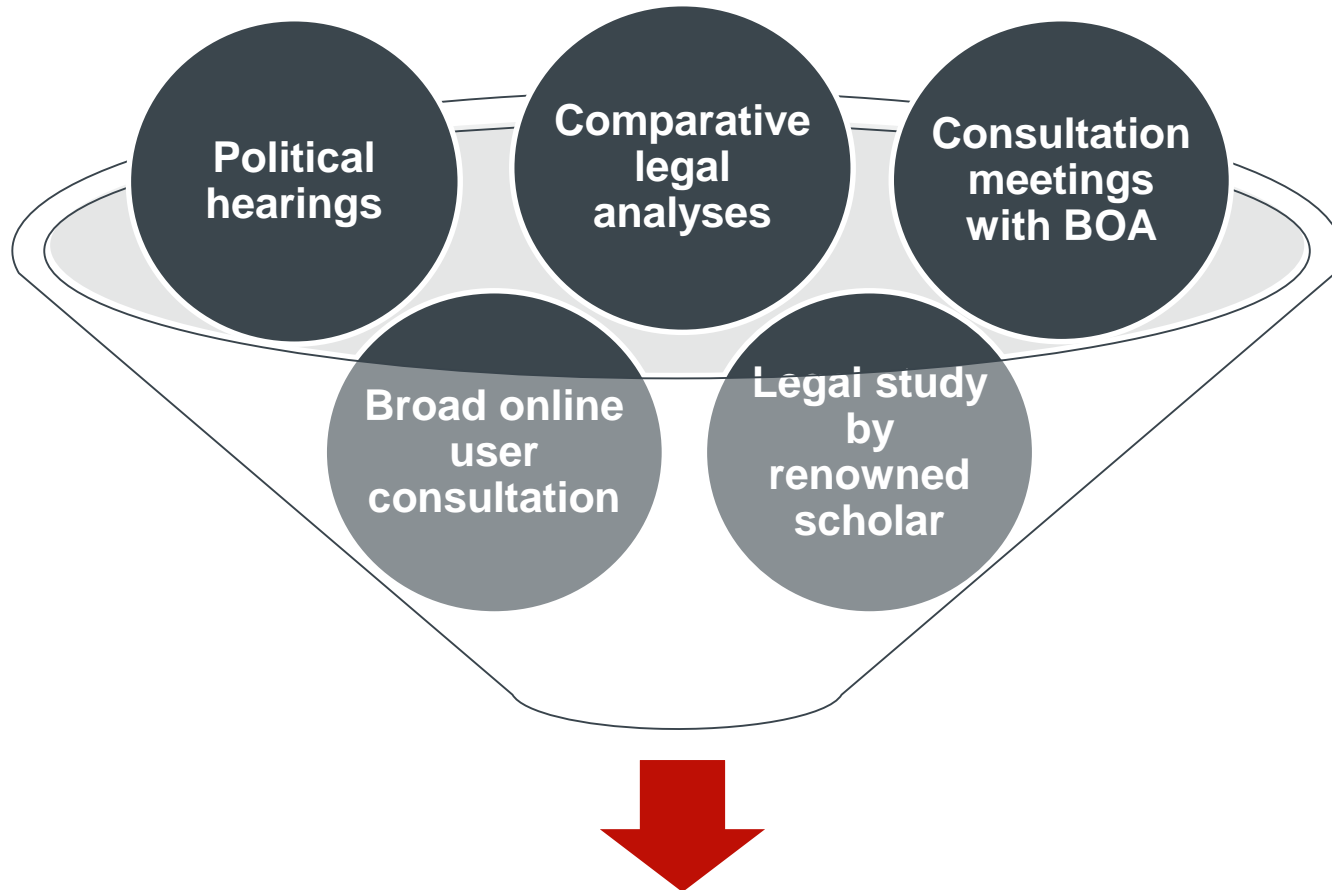 Political
hearings
Comparative
legal
analyses
Consultation
meetings
with BOA
Broad online
user
consultation
Legal study
by
renowned
scholar